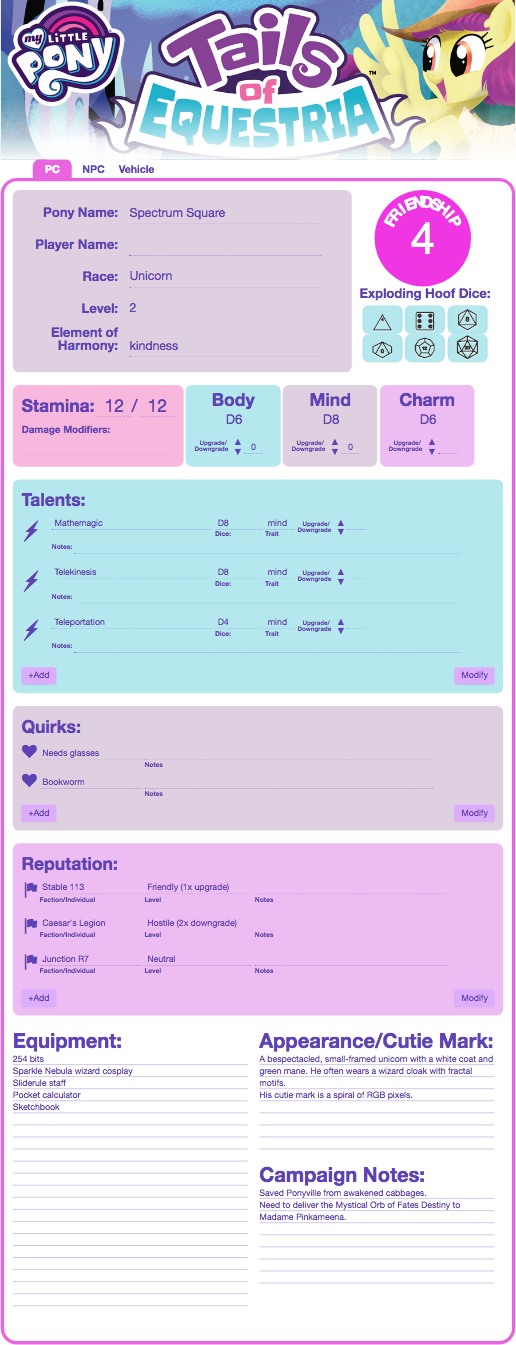 my LITTLE
PONY
Tails
of
EQUESTRIA
™
PC NPC Vehicle
Pony Name: Spectrum Square
Player Name:
Race: Unicorn
Level: 2
Element of
Harmony: kindness
FRIENDSHIP
4
Exploding Hoof Dice:
8
6
12
20
Stamina: 12 / 12
Damage Modifiers:
Body
D6
Upgrade/
Downgrade 0
Mind
D8
Upgrade/
Downgrade 0
Charm
D6
Upgrade/
Downgrade
Talents:
Mathemagic D8 mind Upgrade/
Dice: Trait Downgrade
Notes:
Telekinesis D8 mind Upgrade/
Dice: Trait Downgrade
Notes:
Teleportation D4 mind Upgrade/
Dice: Trait Downgrade
Notes:
+Add Modify
Quirks:
Needs glasses
Notes
Bookworm
Notes
+Add Modify
Reputation:
Stable 113 Friendly (1x upgrade)
Faction/Individual Level Notes
Caesar's Legion Hostile (2x downgrade)
Faction/Individual Level Notes
Junction R7 Neutral
Faction/Individual Level Notes
+Add Modify
Equipment:
254 bits
Sparkle Nebula wizard cosplay
Sliderule staff
Pocket calculator
Sketchbook
Appearance/Cutie Mark:
A bespectacled, small-framed unicorn with a white coat and
green mane. He often wears a wizard cloak with fractal
motifs.
His cutie mark is a spiral of RGB pixels.
Campaign Notes:
Saved Ponyville from awakened cabbages.
Need to deliver the Mystical Orb of Fates Destiny to
Madame Pinkameena.